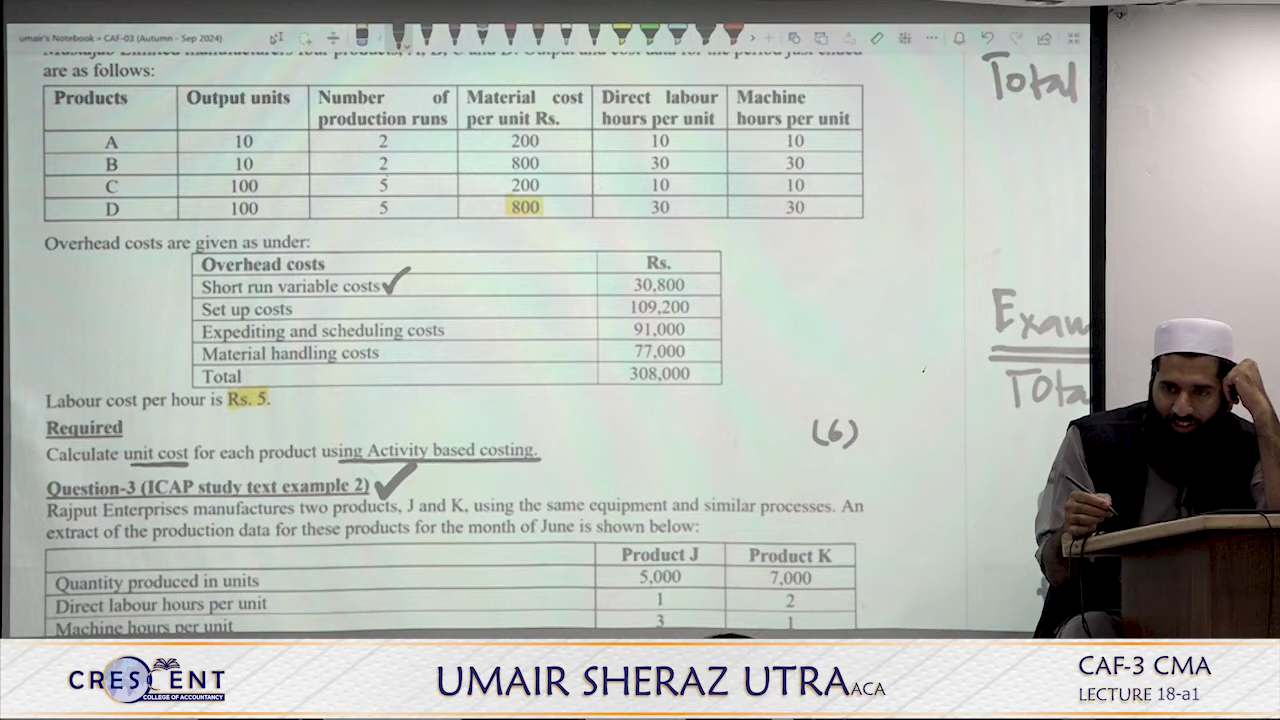 umair's Notebook » CAF-03 (Autumn - Sep 2024)
are as follows:
Products Output units Number of production runs Material cost per unit Rs. Direct labour hours per unit Machine hours per unit
A 10 2 200 10 10
B 10 2 800 30 30
C 100 5 200 10 10
D 100 5 800 30 30
Overhead costs are given as under:
Overhead costs Rs.
Short run variable costs 30,800
Set up costs 109,200
Expediting and scheduling costs 91,000
Material handling costs 77,000
Total 308,000
Labour cost per hour is Rs. 5.
Required
Calculate unit cost for each product using Activity based costing.
(6)
Question-3 (ICAP study text example 2)
Rajput Enterprises manufactures two products, J and K, using the same equipment and similar processes. An
extract of the production data for these products for the month of June is shown below:
Product J Product K
Quantity produced in units 5,000 7,000
Direct labour hours per unit 1 2
Machine hours per unit 3 1
Total
Exam
Tota
CRESCENT
COLLEGE OF ACCOUNTANCY
UMAIR SHERAZ UTRA ACA
CAF-3 CMA
LECTURE 18-a1